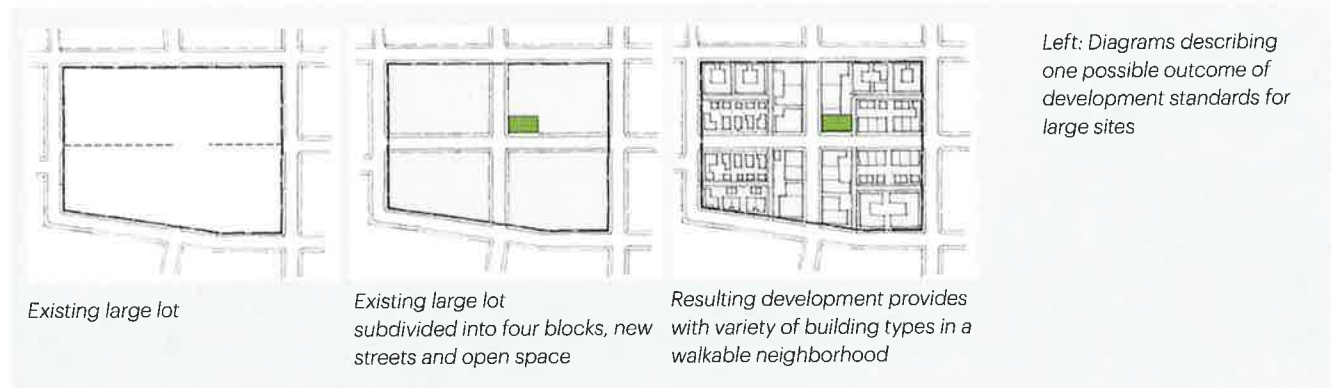 Left: Diagrams describing
one possible outcome of
development standards for
large sites
Existing large lot
Existing large lot
subdivided into four blocks, new
streets and open space
Resulting development provides
with variety of building types in a
walkable neighborhood